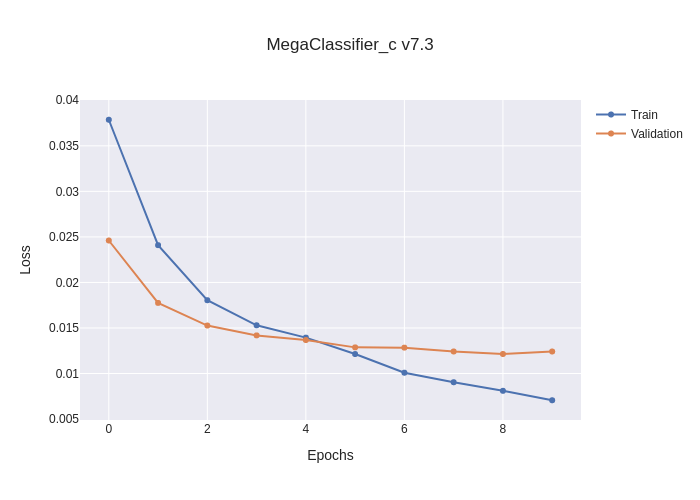 MegaClassifier_c v7.3
0.04
0.035
0.03
0.025
0.02
0.015
0.01
0.005
Loss
0 2 4 6 8
Epochs
Train
Validation